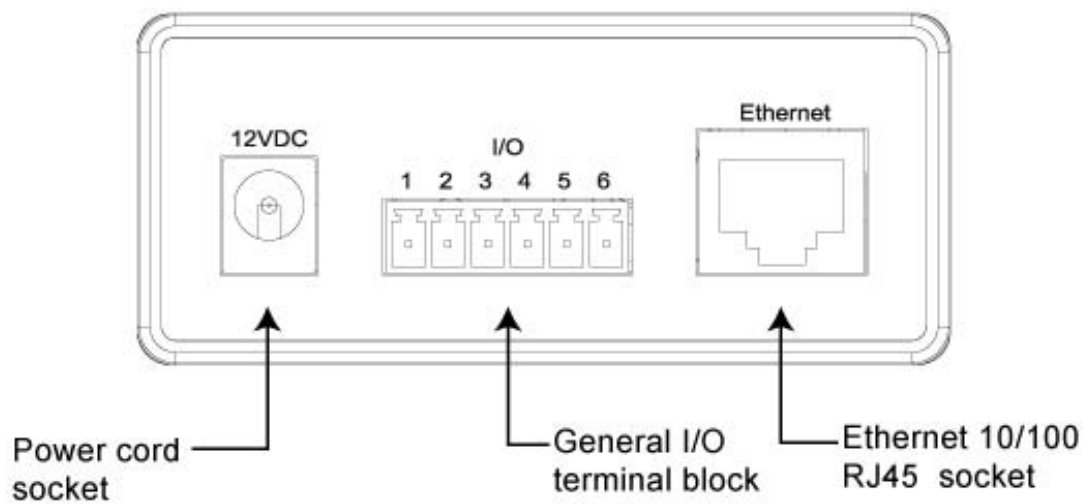 Ethernet
12VDC
I/O
1 2 3 4 5 6
Power cord
socket
General I/O
terminal block
Ethernet 10/100
RJ45 socket